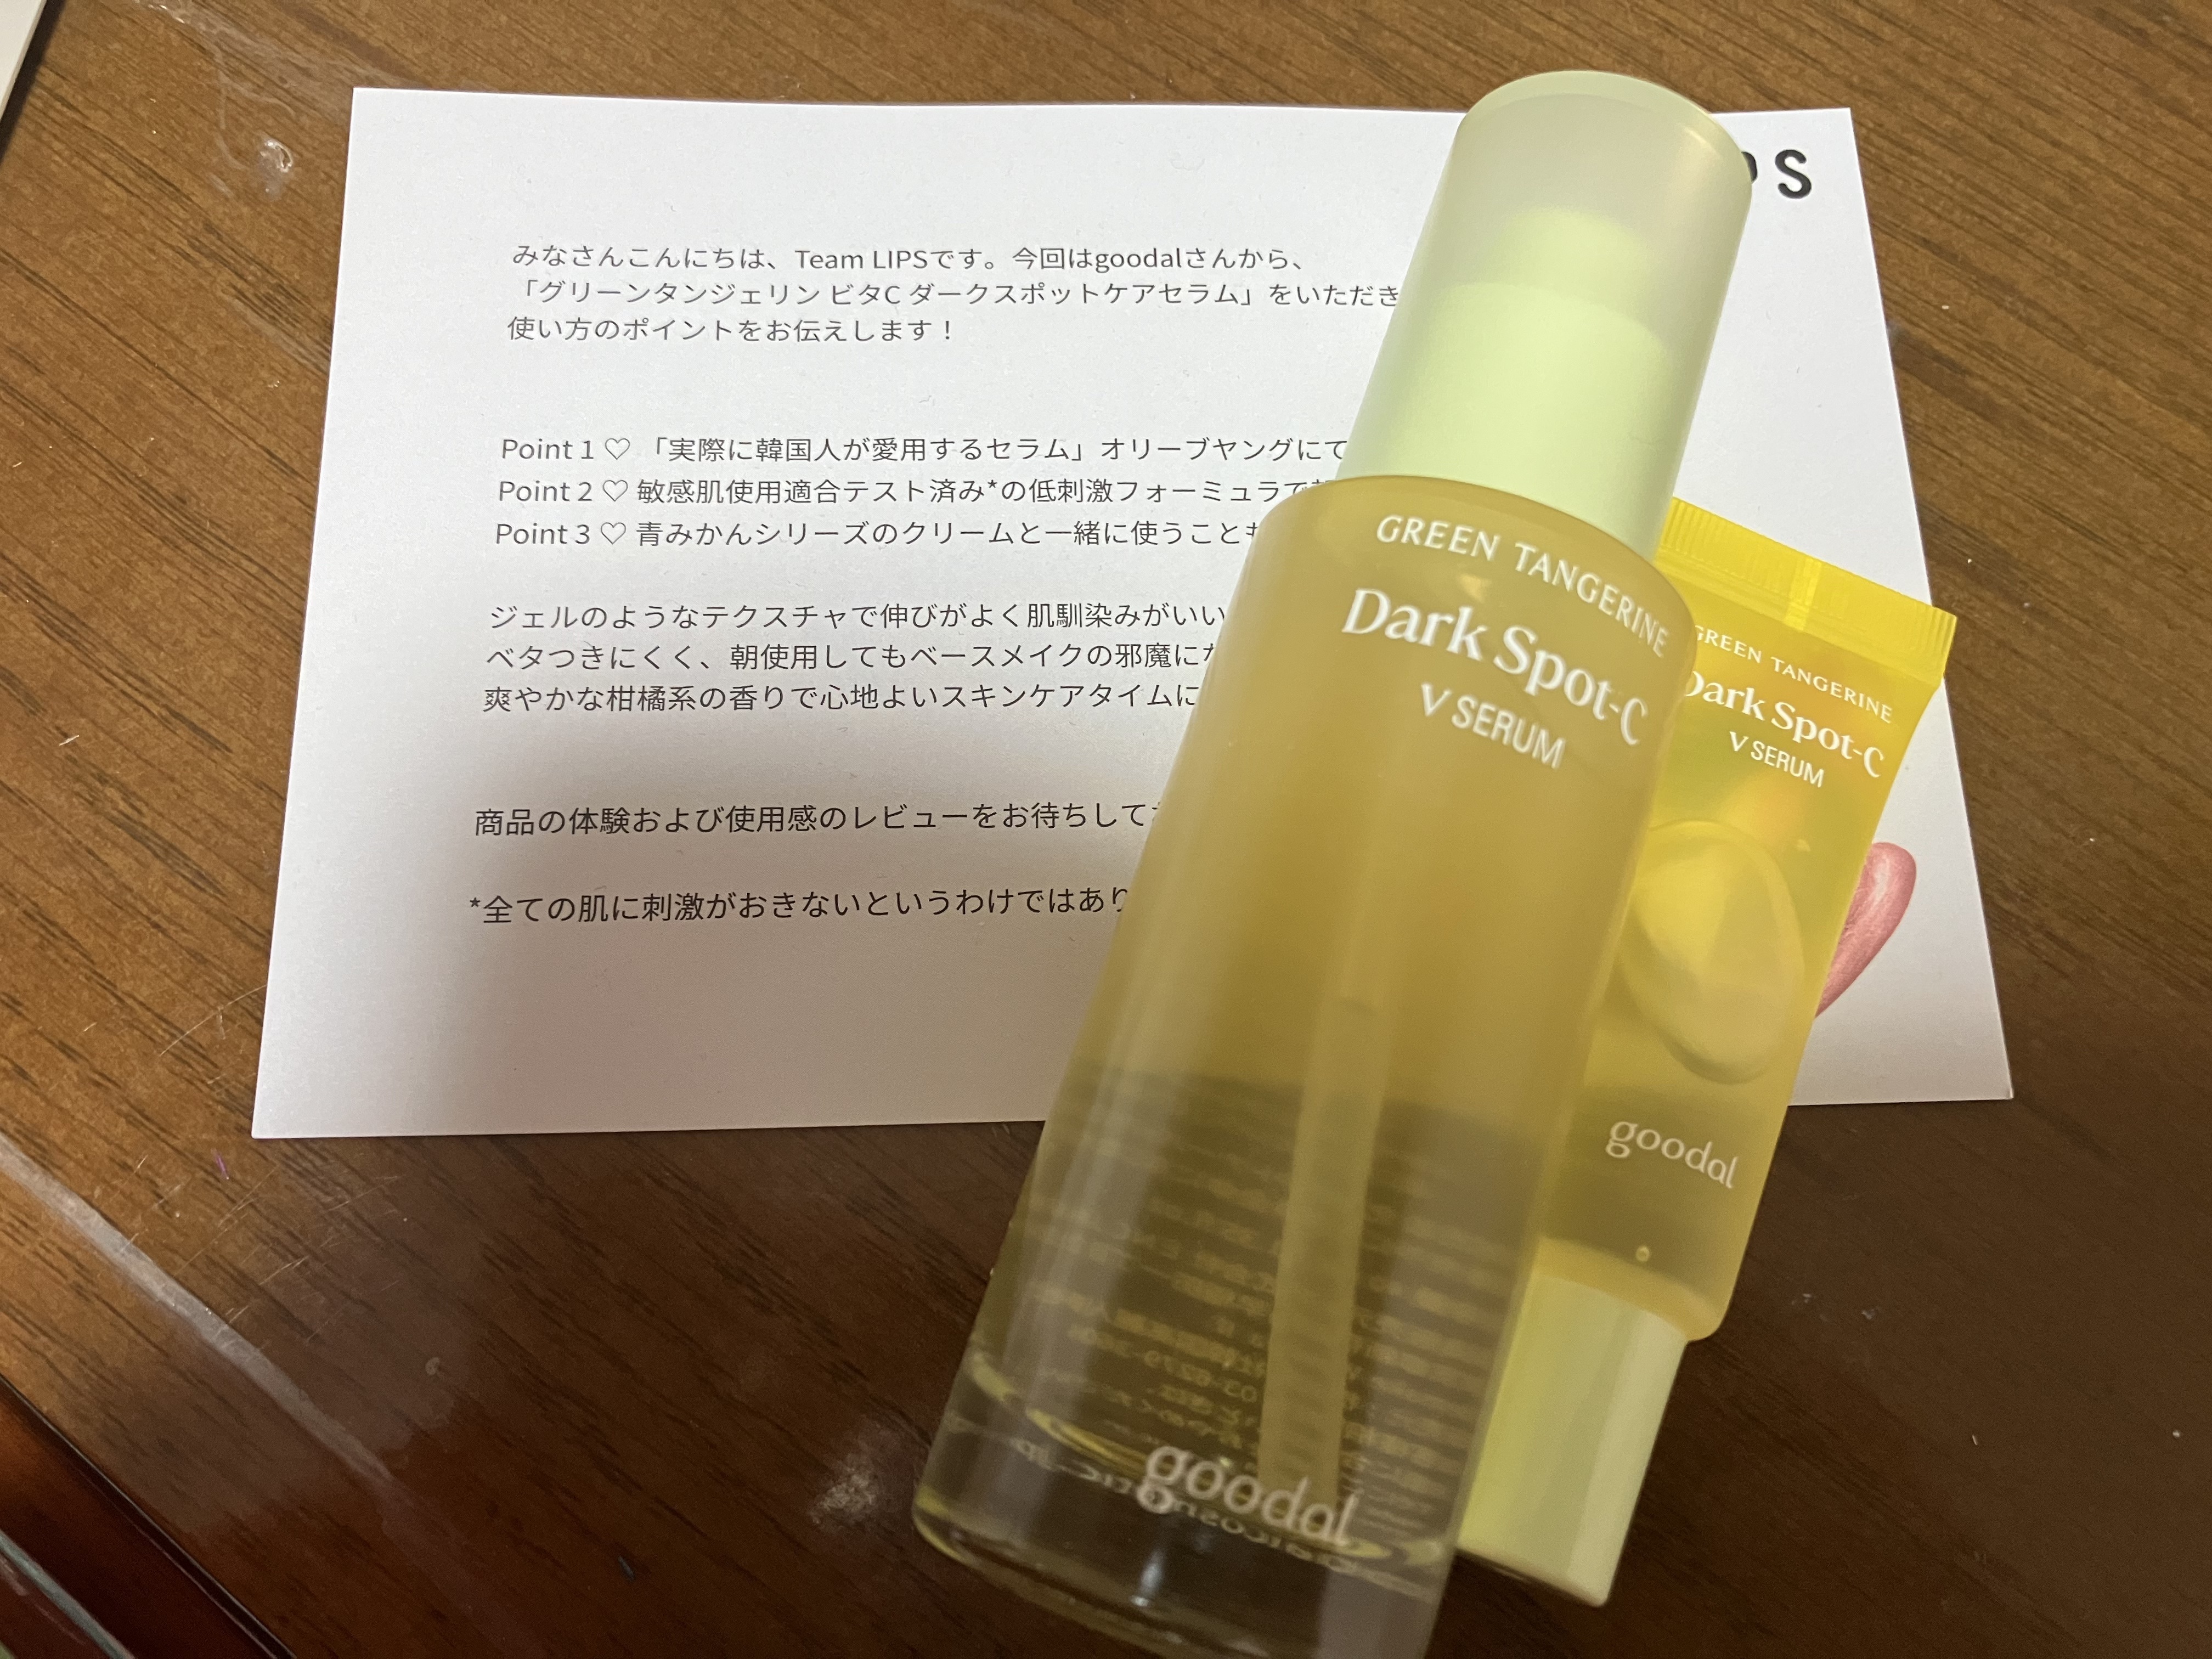 PS
みなさんこんにちは、Team LIPSです。今回はgoodalさんから、
「グリーンタンジェリン ビタC ダークスポットケアセラム」をいただき
使い方のポイントをお伝えします！
Point 1 ♡ 「実際に韓国人が愛用するセラム」オリーブヤングにて
Point 2 ♡ 敏感肌使用適合テスト済み*の低刺激フォーミュラで
Point 3 ♡ 青みかんシリーズのクリームと一緒に使うこと
ジェルのようなテクスチャで伸びがよく肌馴染みがいい
ベタつきにくく、朝使用してもベースメイクの邪魔に
爽やかな柑橘系の香りで心地よいスキンケアタイムに
商品の体験および使用感のレビューをお待ちして
*全ての肌に刺激がおきないというわけではあり
GREEN TANGERINE
Dark Spot-C
V SERUM
goodal
GREEN TANGERINE
Dark Spot-C
V SERUM
goodal